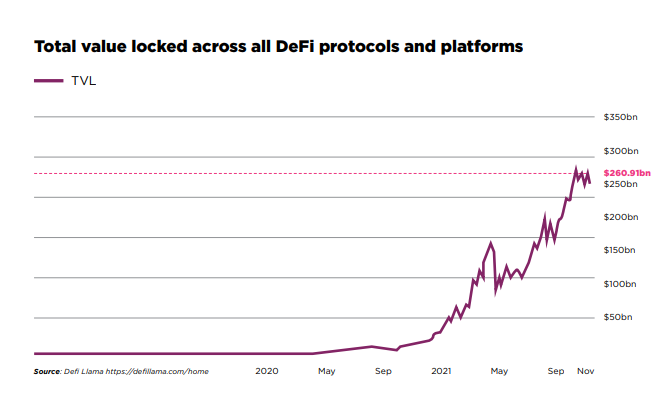 Total value locked across all DeFi protocols and platforms
TVL
$350bn
$300bn
$260.91bn
$250bn
$200bn
$150bn
$100bn
$50bn
Source: Defi Llama https://defillama.com/home
2020 May Sep 2021 May Sep Nov